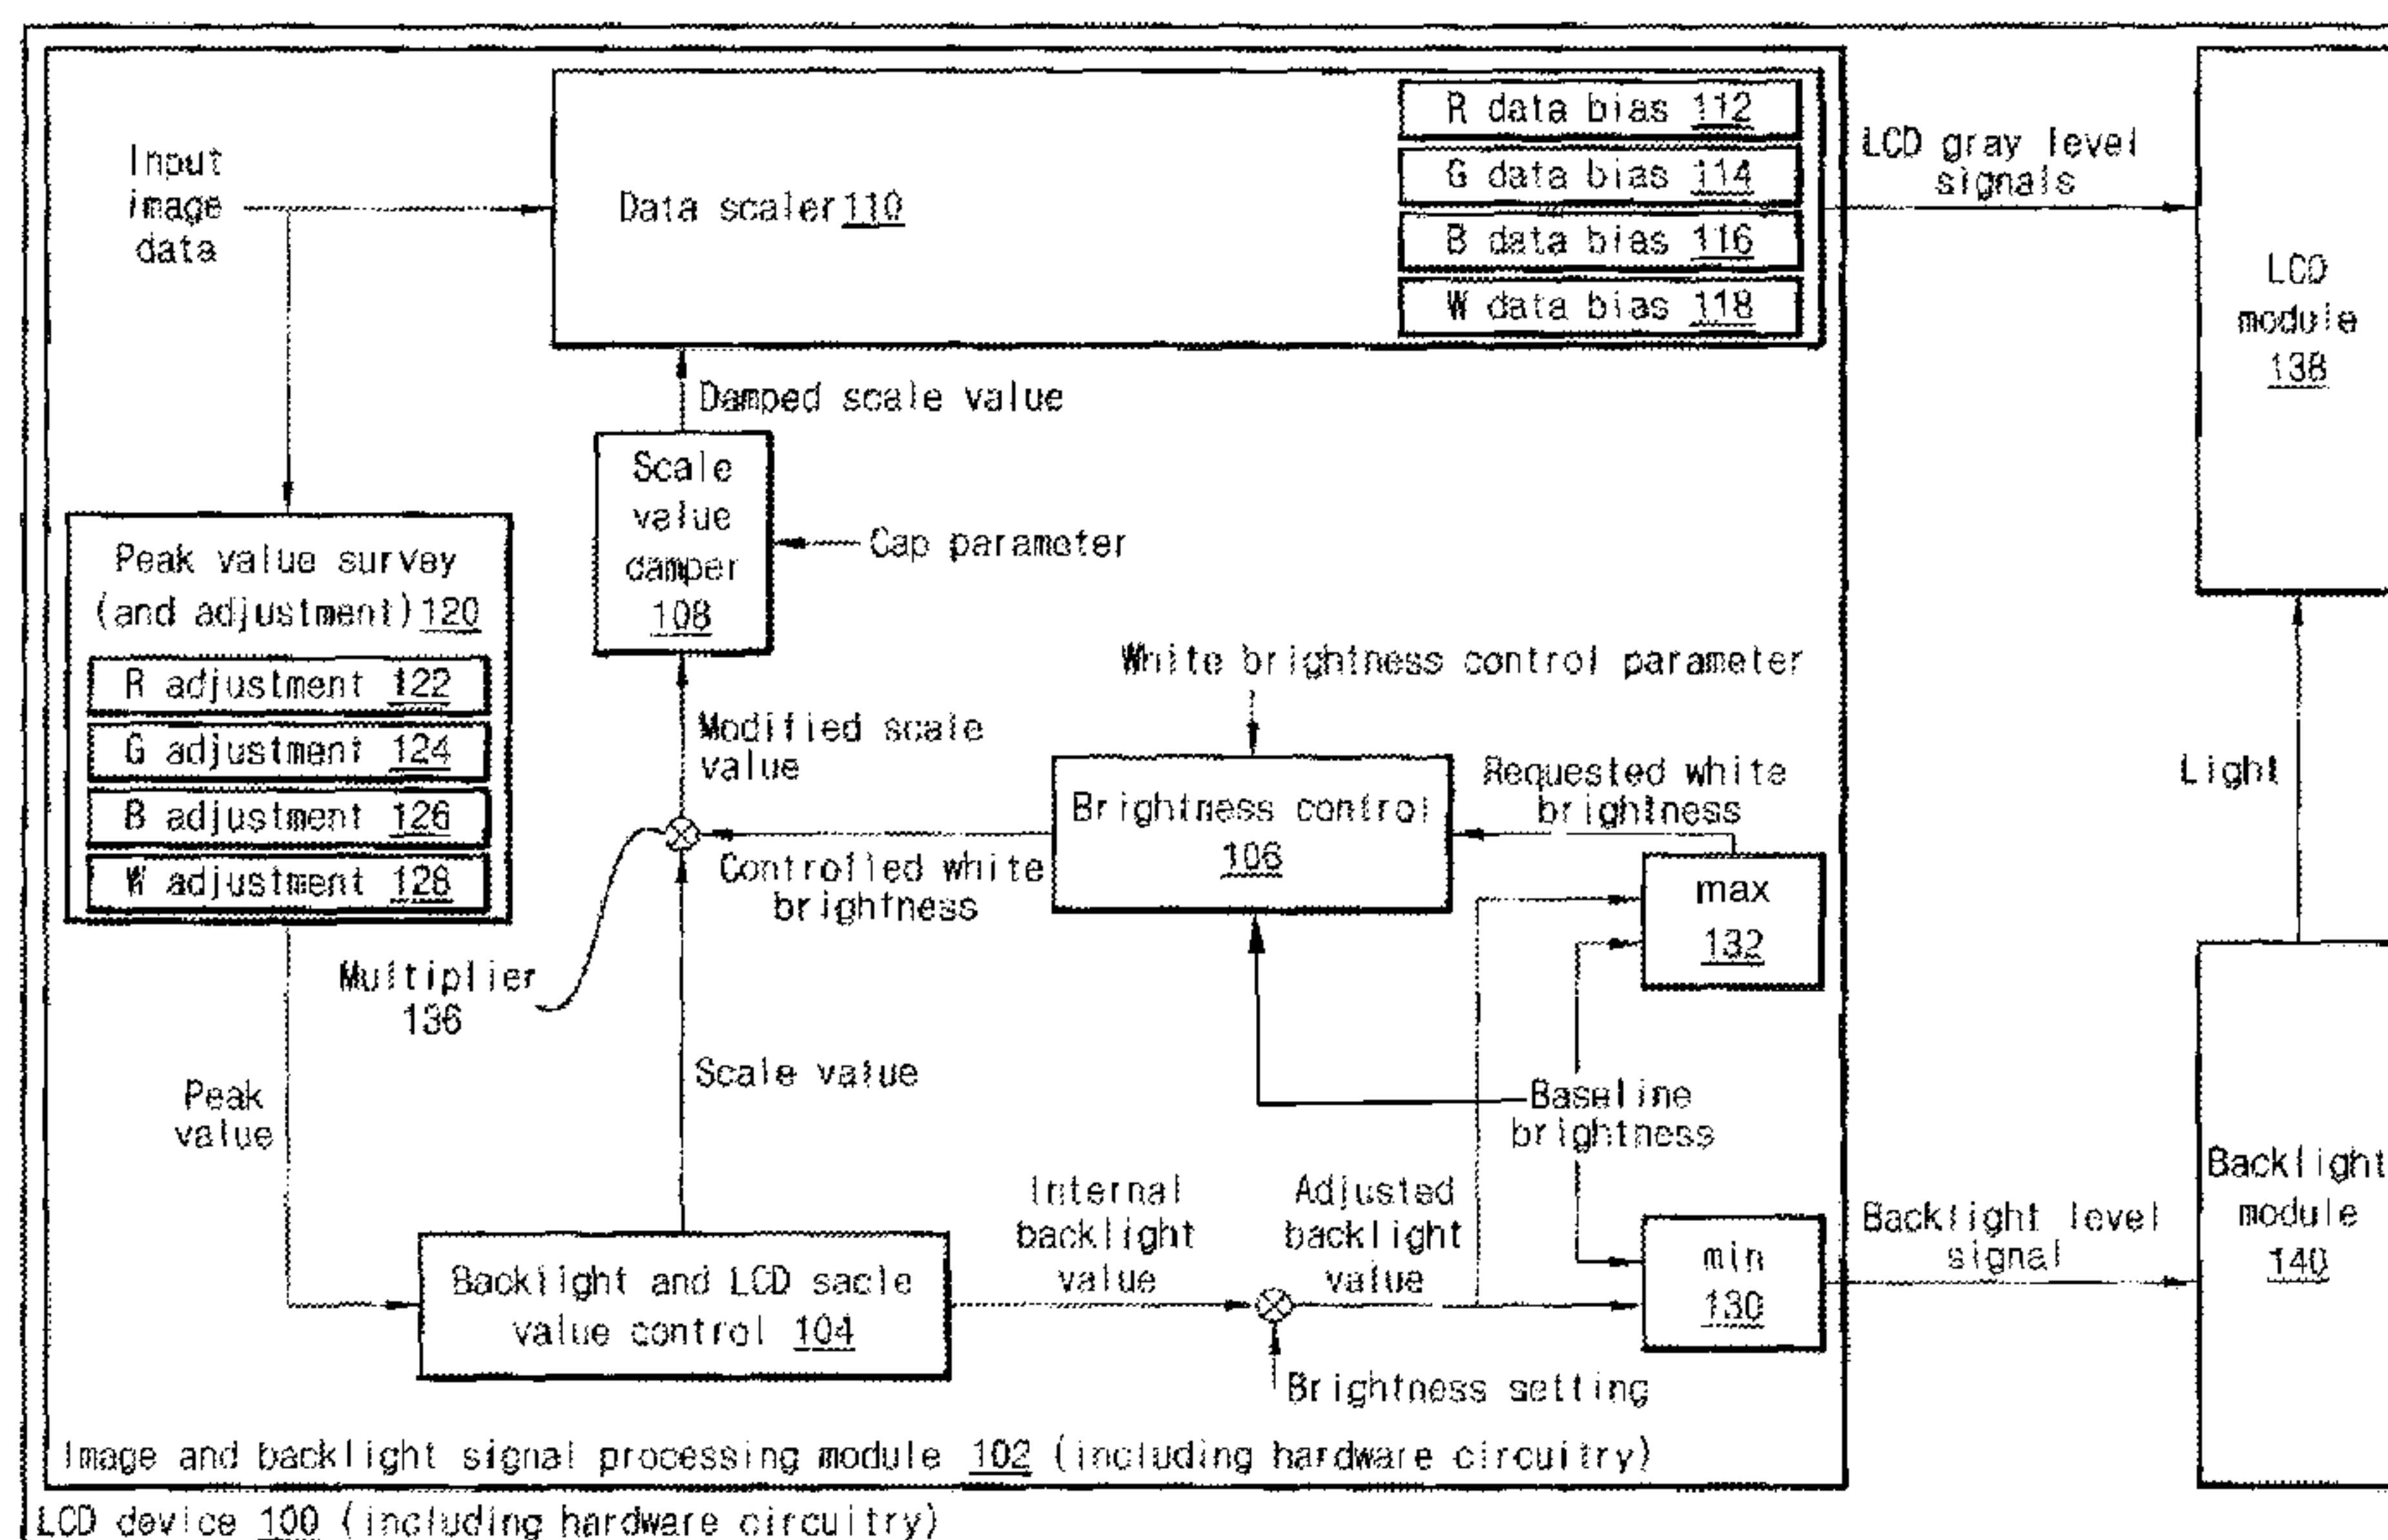 R data bias 112
G data bias 114
B data bias 116
W data bias 118
Input
image
data
Data scaler 110
LCD gray level
signals
LCD
module
138
Damped scale value
Scale
value
damper
108
Cap parameter
Peak value survey
(and adjustment) 120
R adjustment 122
G adjustment 124
B adjustment 126
W adjustment 128
White brightness control parameter
Modified scale
value
Brightness control
106
Requested white
brightness
Light
Controlled white
brightness
max
132
Multiplier
136
Scale value
Baseline
brightness
Peak
value
Internal
backlight
value
Adjusted
backlight
value
Backlight and LCD sacle
value control 104
min
130
Backlight level
signal
Backlight
module
140
Brightness setting
Image and backlight signal processing module 102 (including hardware circuitry)
LCD device 100 (including hardware circuitry)